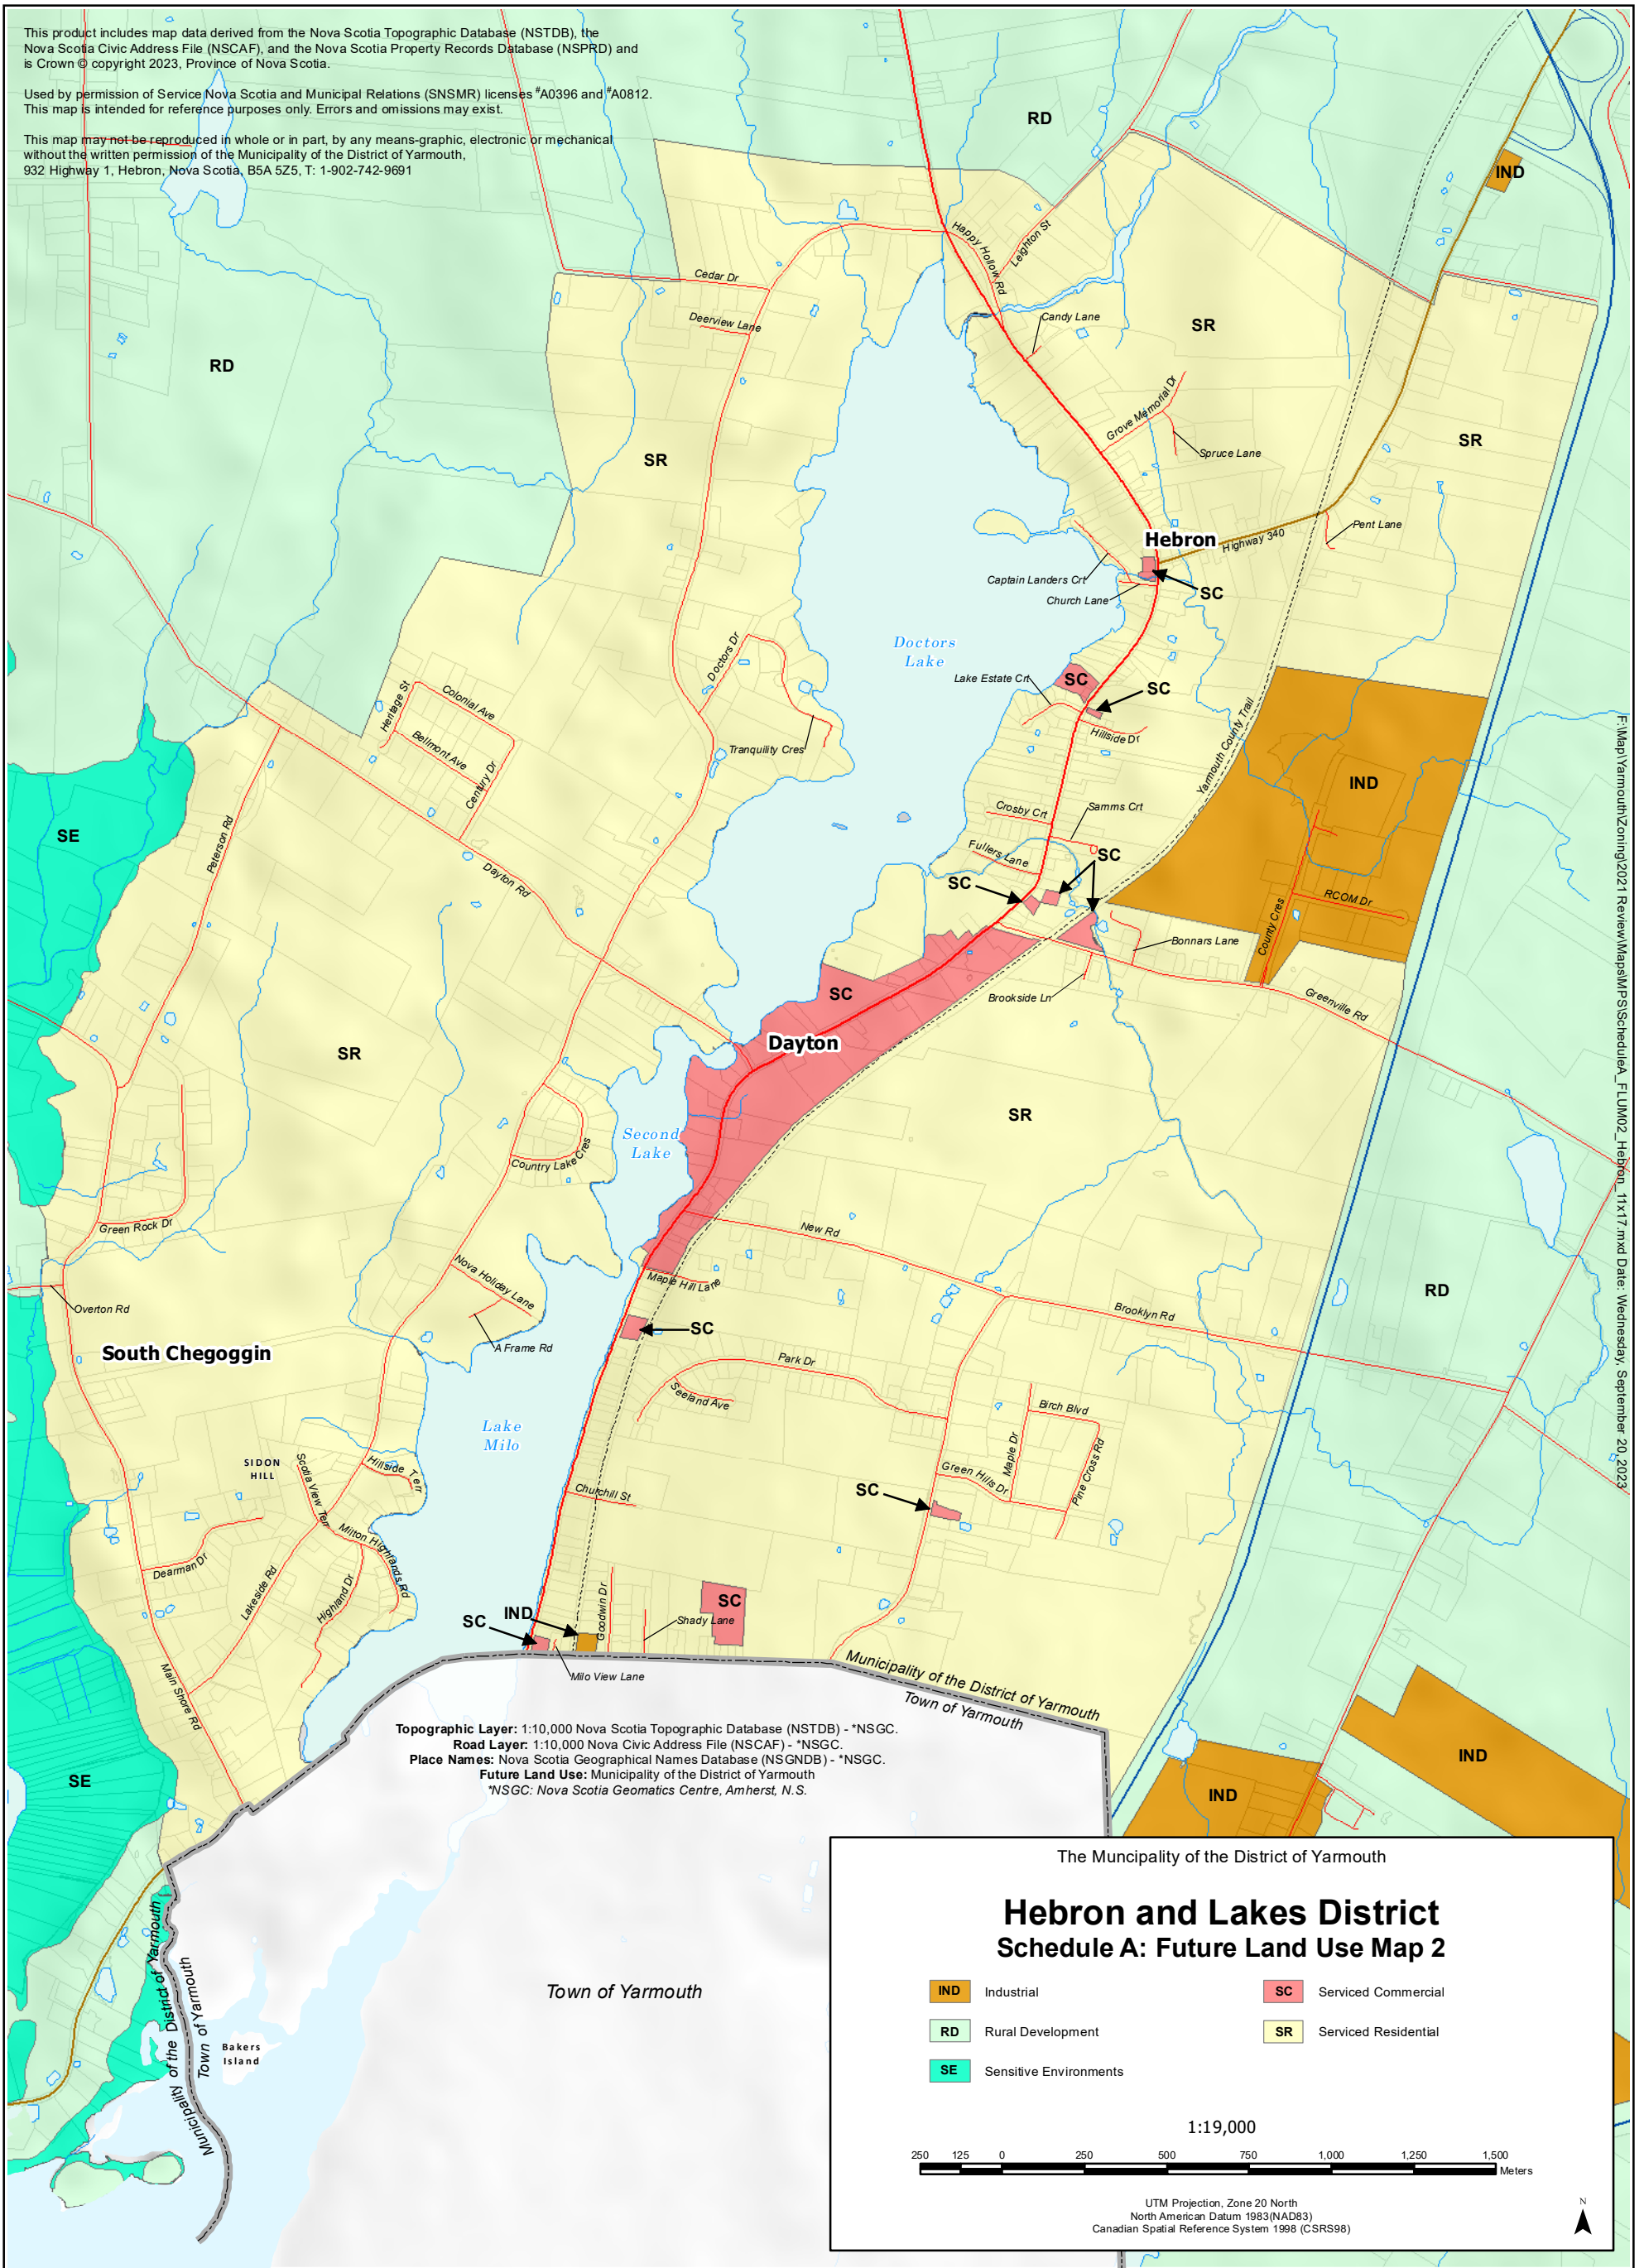 This product includes map data derived from the Nova Scotia Topographic Database (NSTDB), the
Nova Scotia Civic Address File (NSCAF), and the Nova Scotia Property Records Database (NSPRD) and
is Crown © copyright 2023, Province of Nova Scotia.
Used by permission of Service Nova Scotia and Municipal Relations (SNSMR) licenses #A0396 and #A0812.
This map is intended for reference purposes only. Errors and omissions may exist.
This map may not be reproduced in whole or in part, by any means-graphic, electronic or mechanical
without the written permission of the Municipality of the District of Yarmouth,
932 Highway 1, Hebron, Nova Scotia, B5A 5Z5, T: 1-902-742-9691
RD
IND
Happy Hollow Rd
Leighton St
Cedar Dr
Deerview Lane
Candy Lane
SR
RD
Grove Memorial Dr
SR
SR
Spruce Lane
Pent Lane
Hebron
Highway 340
Captain Landers Crt
SC
Church Lane
Doctors
Lake
Doctors Dr
Lake Estate Crt
SC
SC
Heritage St
Colonial Ave
Hillside Dr
Bellmont Ave
Tranquility Cres
Century Dr
Yarmouth County Trail
IND
Crosby Crt
Samms Crt
SE
Peterson Rd
Fullers Lane
SC
SC
Dayton Rd
RCOM Dr
County Cres
Bonnars Lane
SC
Brookside Ln
Greenville Rd
Dayton
SR
SR
Second
Lake
Country Lake Cres
Green Rock Dr
New Rd
Nova Holiday Lane
Maple Hill Lane
RD
Overton Rd
Brooklyn Rd
SC
A Frame Rd
South Chegoggin
Park Dr
Seeland Ave
Birch Blvd
Lake
Milo
Maple Dr
Pine Cross Rd
SIDON
HILL
Scotia View Terr
Hillside Terr
Green Hills Dr
SC
Churchill St
Milton Highlands Rd
Dearman Dr
Lakeside Rd
Highland Dr
Goodwin Dr
SC
SC
IND
Shady Lane
Milo View Lane
Main Shore Rd
Municipality of the District of Yarmouth
Town of Yarmouth
Topographic Layer: 1:10,000 Nova Scotia Topographic Database (NSTDB) - *NSGC.
Road Layer: 1:10,000 Nova Civic Address File (NSCAF) - *NSGC.
Place Names: Nova Scotia Geographical Names Database (NSGNDB) - *NSGC.
Future Land Use: Municipality of the District of Yarmouth
*NSGC: Nova Scotia Geomatics Centre, Amherst, N.S.
IND
IND
SE
Municipality of the District of Yarmouth
Town of Yarmouth
Bakers
Island
Town of Yarmouth
F:\Map\Yarmouth\Zoning\2021 Review\Maps\MPS\ScheduleA_FLUM02_Hebron_11x17.mxd Date: Wednesday, September 20, 2023
The Muncipality of the District of Yarmouth
Hebron and Lakes District
Schedule A: Future Land Use Map 2
IND Industrial
SC Serviced Commercial
RD Rural Development
SR Serviced Residential
SE Sensitive Environments
1:19,000
250 125 0 250 500 750 1,000 1,250 1,500
Meters
UTM Projection, Zone 20 North
North American Datum 1983(NAD83)
Canadian Spatial Reference System 1998 (CSRS98)
N